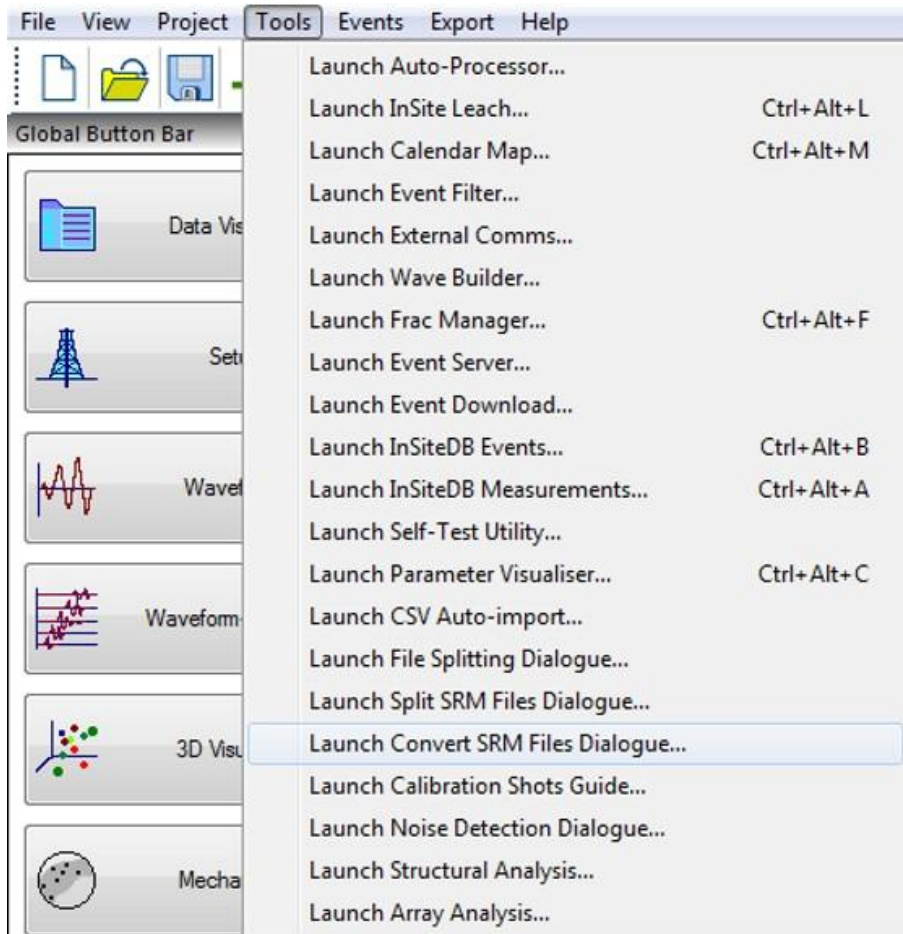 File View Project Tools Events Export Help
Global Button Bar
Data Vis
Setu
Wavef
Waveform-
3D Visu
Mecha
Launch Auto-Processor...
Launch InSite Leach... Ctrl+Alt+L
Launch Calendar Map... Ctrl+Alt+M
Launch Event Filter...
Launch External Comms...
Launch Wave Builder...
Launch Frac Manager... Ctrl+Alt+F
Launch Event Server...
Launch Event Download...
Launch InSiteDB Events... Ctrl+Alt+B
Launch InSiteDB Measurements... Ctrl+Alt+A
Launch Self-Test Utility...
Launch Parameter Visualiser... Ctrl+Alt+C
Launch CSV Auto-import...
Launch File Splitting Dialogue...
Launch Split SRM Files Dialogue...
Launch Convert SRM Files Dialogue...
Launch Calibration Shots Guide...
Launch Noise Detection Dialogue...
Launch Structural Analysis...
Launch Array Analysis...